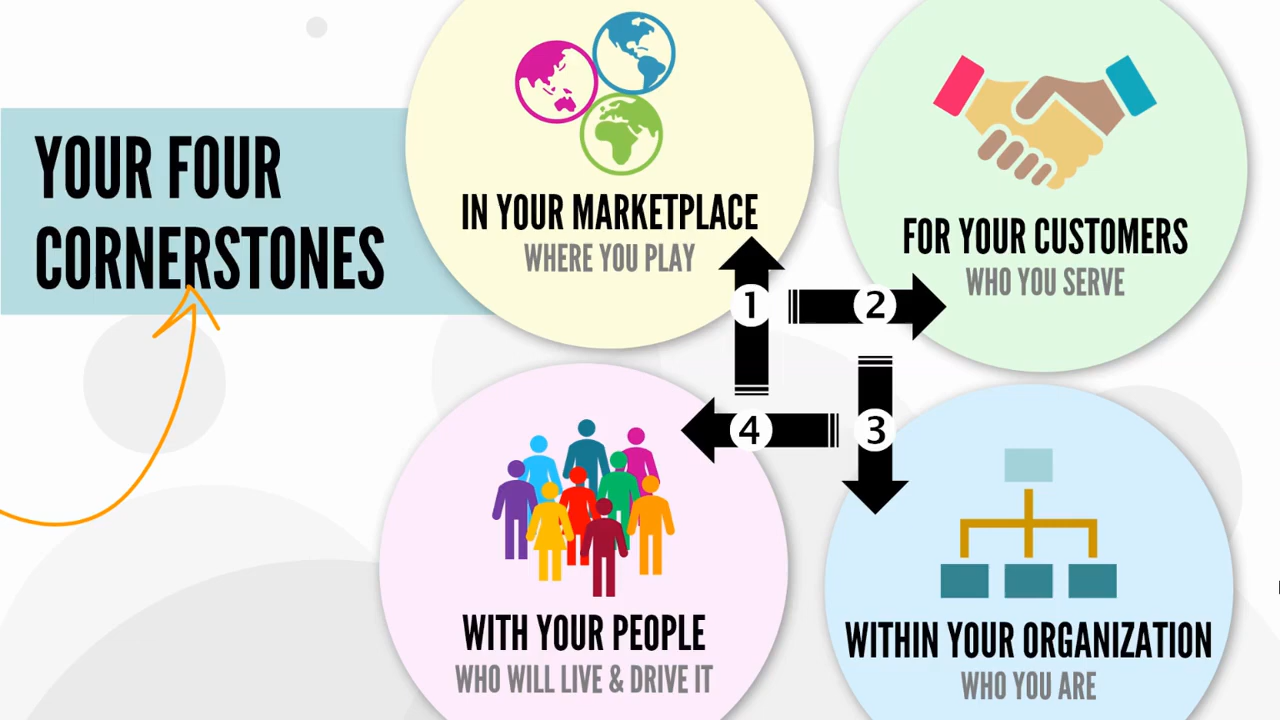 YOUR FOUR
CORNERSTONES
IN YOUR MARKETPLACE
WHERE YOU PLAY
FOR YOUR CUSTOMERS
WHO YOU SERVE
1
2
4
3
WITH YOUR PEOPLE
WHO WILL LIVE & DRIVE IT
WITHIN YOUR ORGANIZATION
WHO YOU ARE